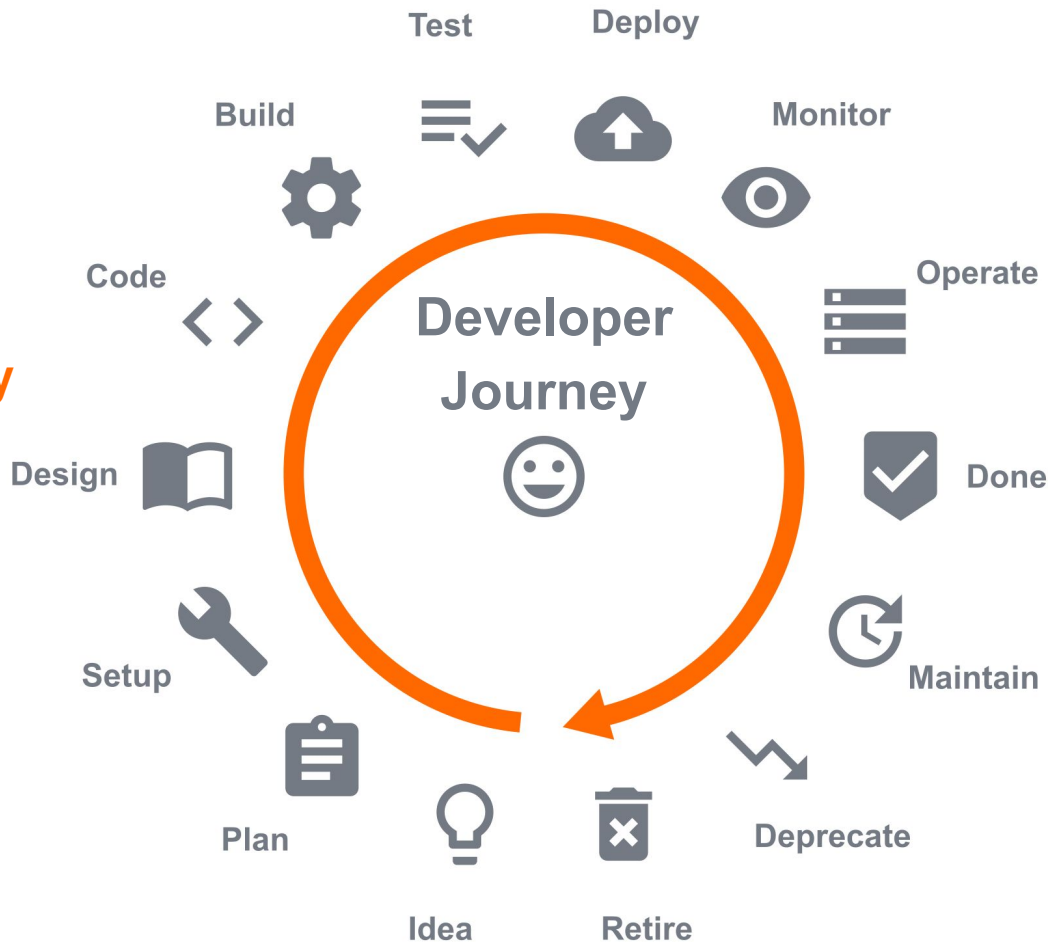 Test
Deploy
Build
Monitor
Code
Operate
Developer
Journey
Design
Done
Setup
Maintain
Plan
Deprecate
Idea
Retire